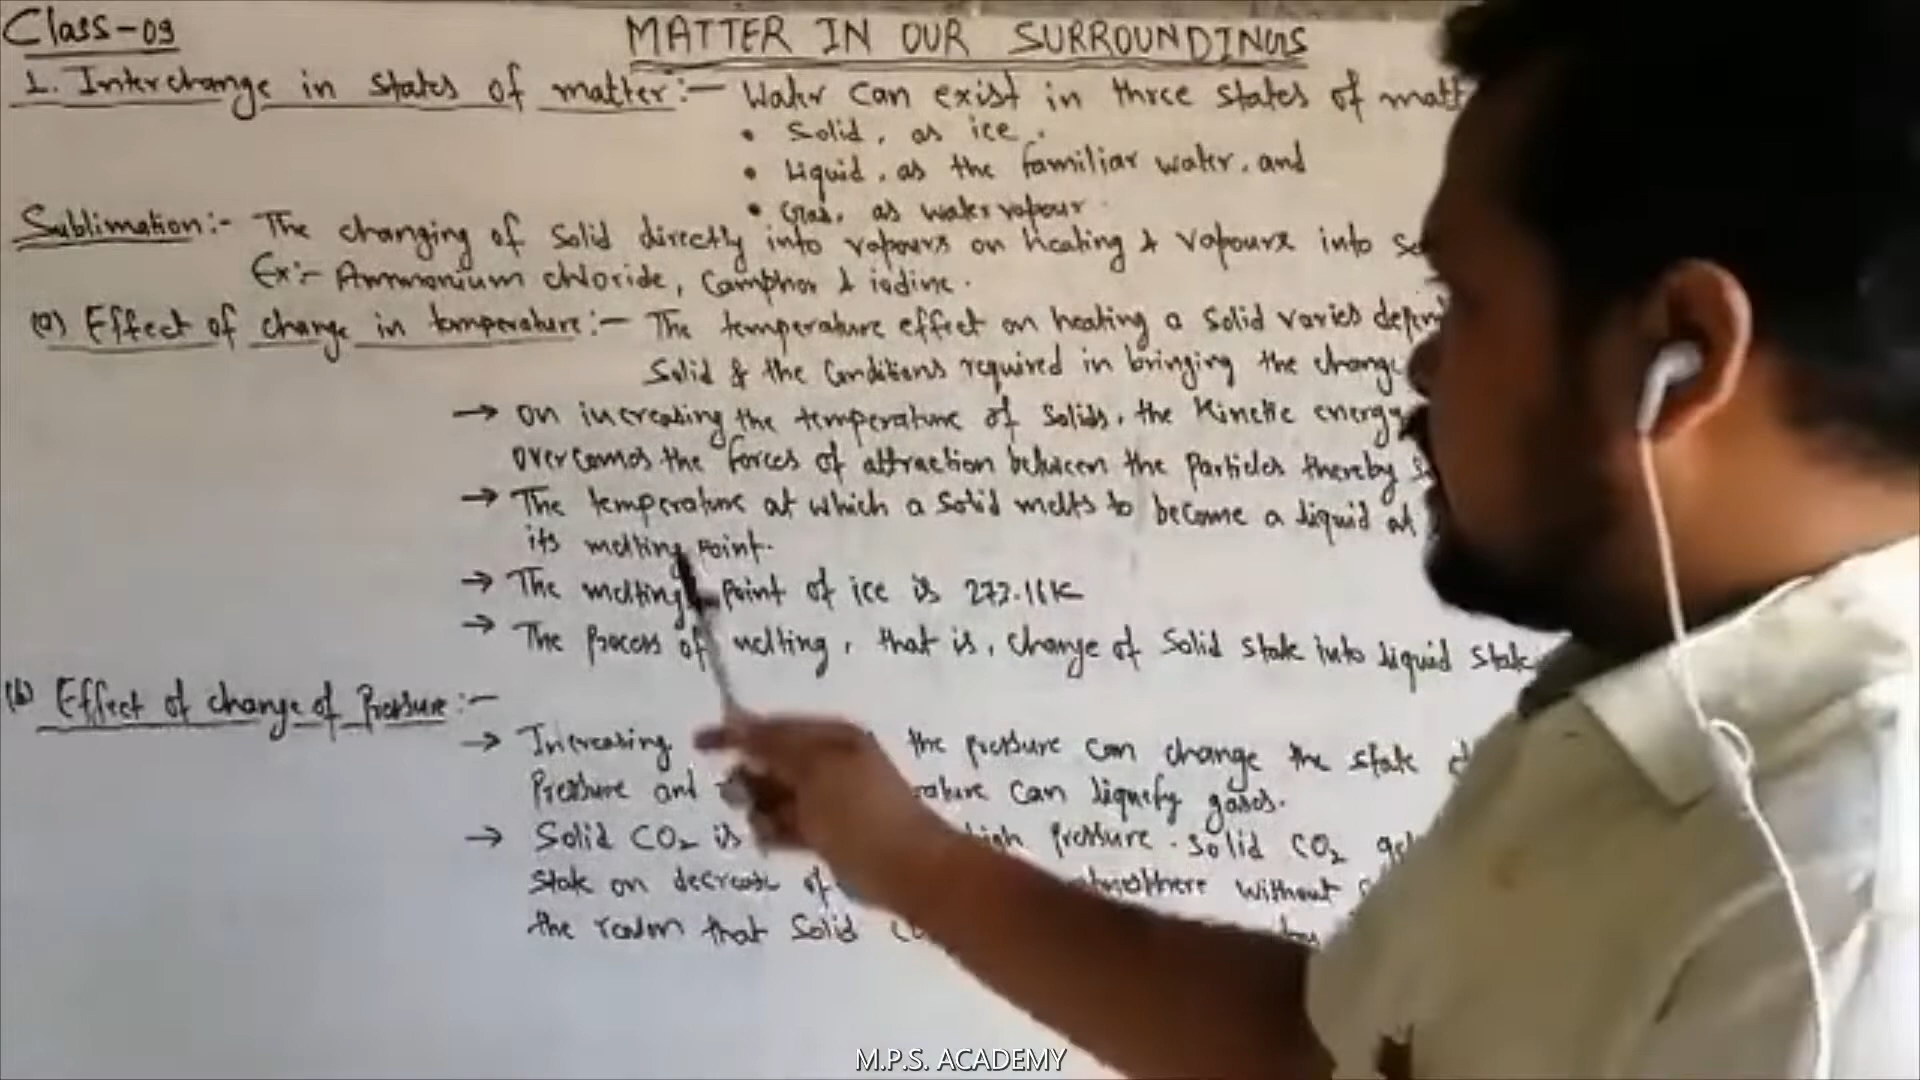 Class-09
MATTER IN OUR SURROUNDINGS
1. Interchange in states of matter:- Water can exist in three states of matt
• Solid, as ice.
• Liquid, as the familiar water, and
• Gas, as water vapour.
Sublimation:- The changing of solid directly into vapours on heating & vapours into
Ex:- Ammonium chloride, Camphor & iodine.
(a) Effect of change in temperature:- The temperature effect on heating a solid varies depen
Solid & the Conditions required in bringing the change
→ On increasing the temperature of solids, the Kinetic energy
overcomes the forces of attraction between the particles thereby
→ The temperature at which a solid melts to become a liquid at
its melting point.
→ The melting point of ice is 273.16K
→ The process of melting, that is, change of solid state into liquid state
(b) Effect of change of Pressure:-
→ Increasing the pressure can change the state
Pressure and rature can liquefy gases.
→ Solid CO2 is high pressure. Solid CO2
state on decrease of atmosphere without
the reason that solid
M.P.S. ACADEMY